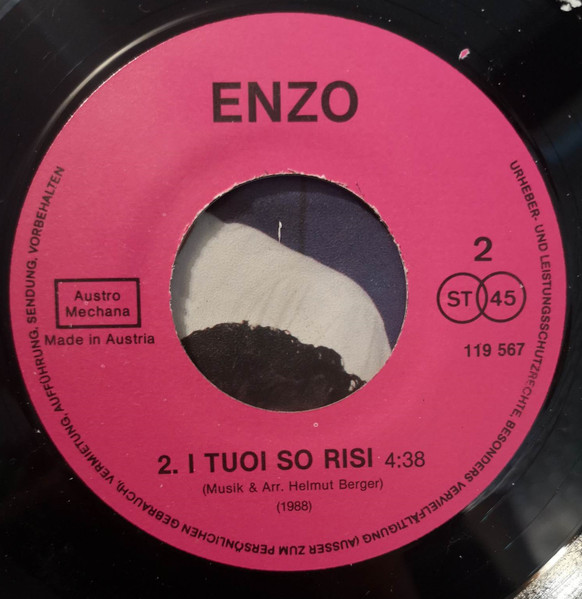 ENZO
2
ST 45
119 567
Austro
Mechana
Made in Austria
2. I TUOI SO RISI 4:38
(Musik & Arr. Helmut Berger)
(1988)
URHEBER- UND LEISTUNGSSCHUTZRECHTE, BESONDERS VERVIELFÄLTIGUNG (AUSSER ZUM PERSÖNLICHEN GEBRAUCH), VERMIETUNG, AUFFÜHRUNG, SENDUNG, VORBEHALTEN